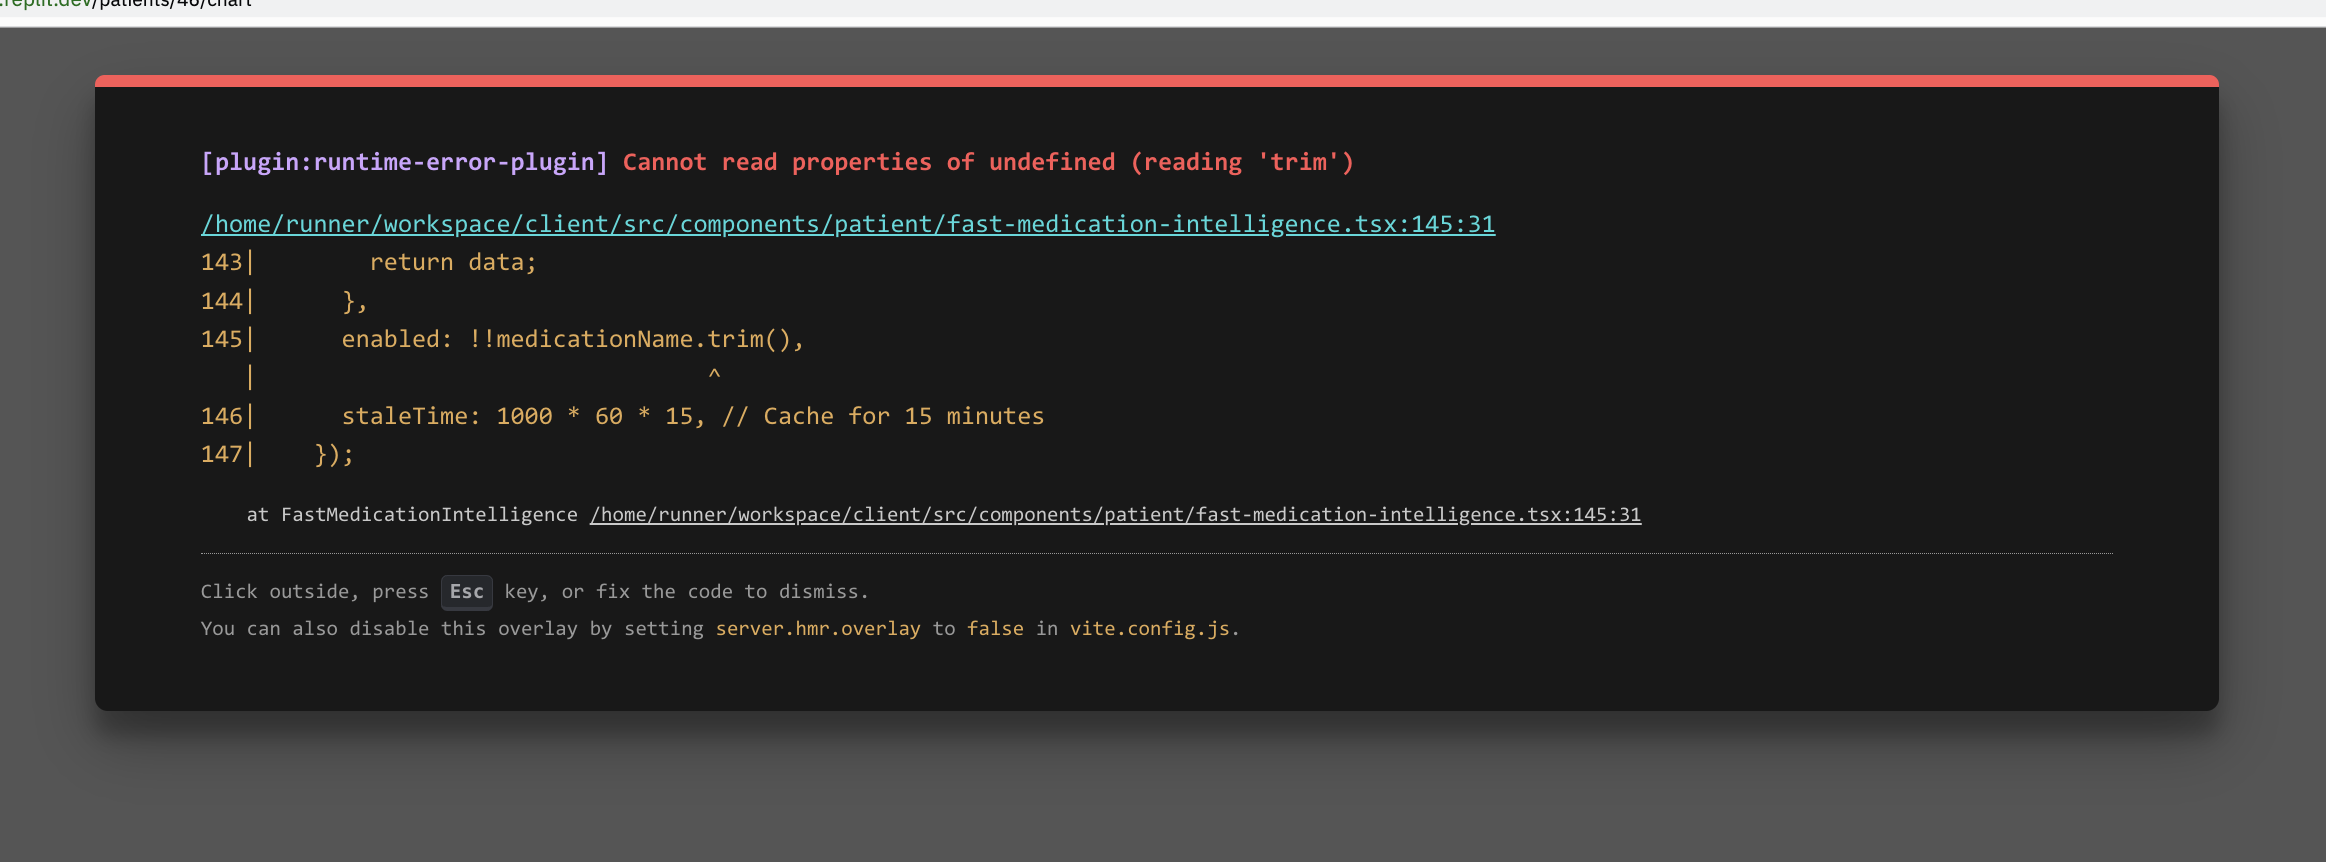 .replit.dev/patients/46/chart
[plugin:runtime-error-plugin] Cannot read properties of undefined (reading 'trim')
/home/runner/workspace/client/src/components/patient/fast-medication-intelligence.tsx:145:31
143|        return data;
144|      },
145|      enabled: !!medicationName.trim(),
   |                                ^
146|      staleTime: 1000 * 60 * 15, // Cache for 15 minutes
147|    });
at FastMedicationIntelligence /home/runner/workspace/client/src/components/patient/fast-medication-intelligence.tsx:145:31
Click outside, press Esc key, or fix the code to dismiss.
You can also disable this overlay by setting server.hmr.overlay to false in vite.config.js.